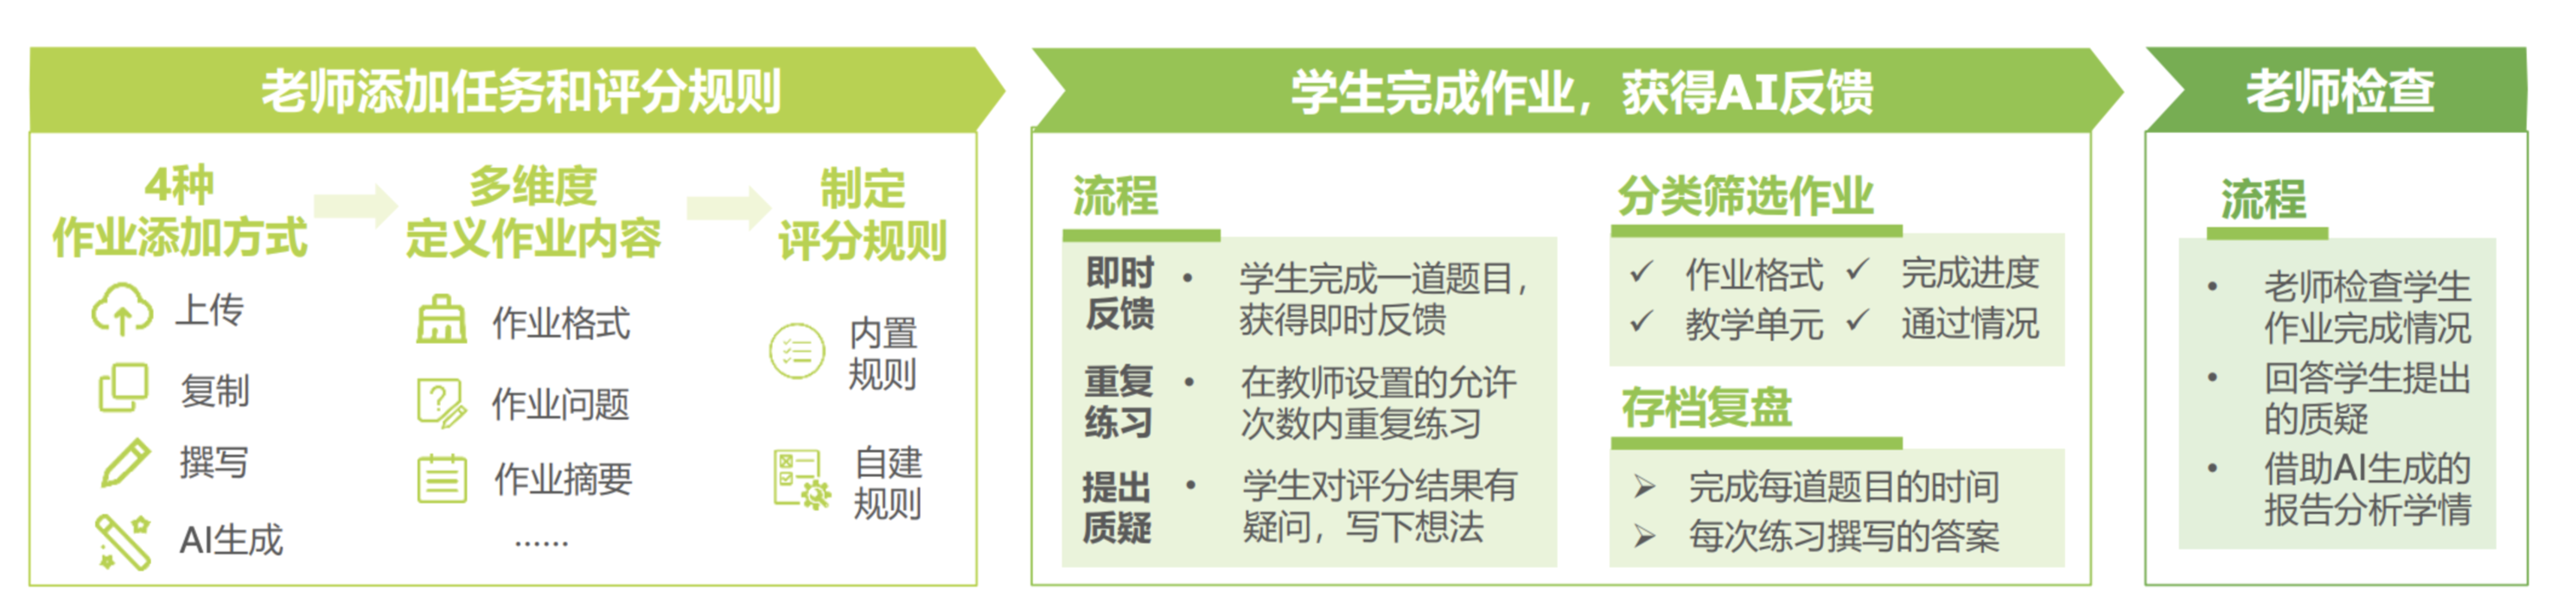 老师添加任务和评分规则
4种
作业添加方式
上传
复制
撰写
AI生成
多维度
定义作业内容
作业格式
作业问题
作业摘要
……
制定
评分规则
内置
规则
自建
规则
学生完成作业，获得AI反馈
流程
即时
反馈
• 学生完成一道题目，
获得即时反馈
重复
练习
• 在教师设置的允许
次数内重复练习
提出
质疑
• 学生对评分结果有
疑问，写下想法
分类筛选作业
✓ 作业格式 ✓ 完成进度
✓ 教学单元 ✓ 通过情况
存档复盘
➢ 完成每道题目的时间
➢ 每次练习撰写的答案
老师检查
流程
• 老师检查学生
作业完成情况
• 回答学生提出
的质疑
• 借助AI生成的
报告分析学情